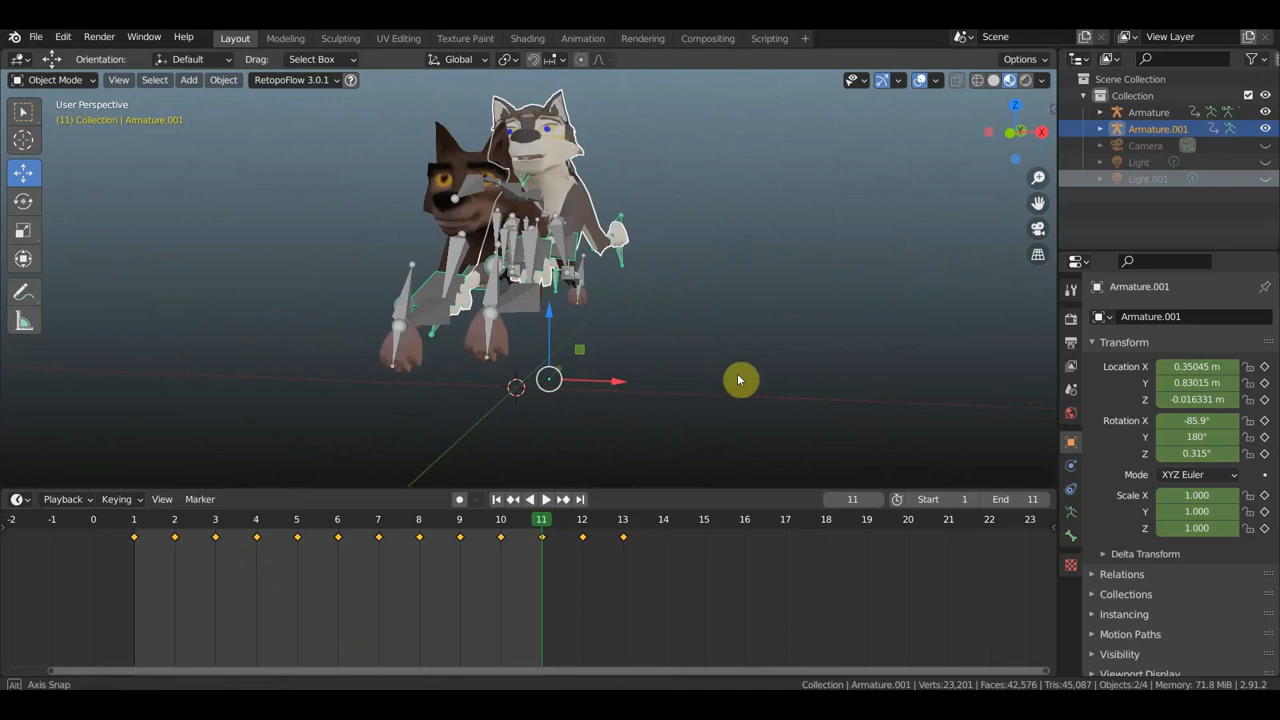 File Edit Render Window Help Layout Modeling Sculpting UV Editing Texture Paint Shading Animation Rendering Compositing Scripting + Scene View Layer
Orientation: Default Drag: Select Box Global Options
Object Mode View Select Add Object RetopoFlow 3.0.1 ?
User Perspective
(11) Collection | Armature.001
Z
X
Y
Scene Collection
Collection
Armature
Armature.001
Camera
Light
Light.001
Armature.001
Armature.001
Transform
Location X 0.35045 m
Y 0.83015 m
Z -0.016331 m
Rotation X -85.9°
Y 180°
Z 0.315°
Mode XYZ Euler
Scale X 1.000
Y 1.000
Z 1.000
Delta Transform
Relations
Collections
Instancing
Motion Paths
Visibility
Viewport Display
Playback Keying View Marker 11 Start 1 End 11
-2 -1 0 1 2 3 4 5 6 7 8 9 10 11 12 13 14 15 16 17 18 19 20 21 22 23
Alt Axis Snap Collection | Armature.001 | Verts:23,201 | Faces:42,576 | Tris:45,087 | Objects:2/4 | Memory: 71.8 MiB | 2.91.2